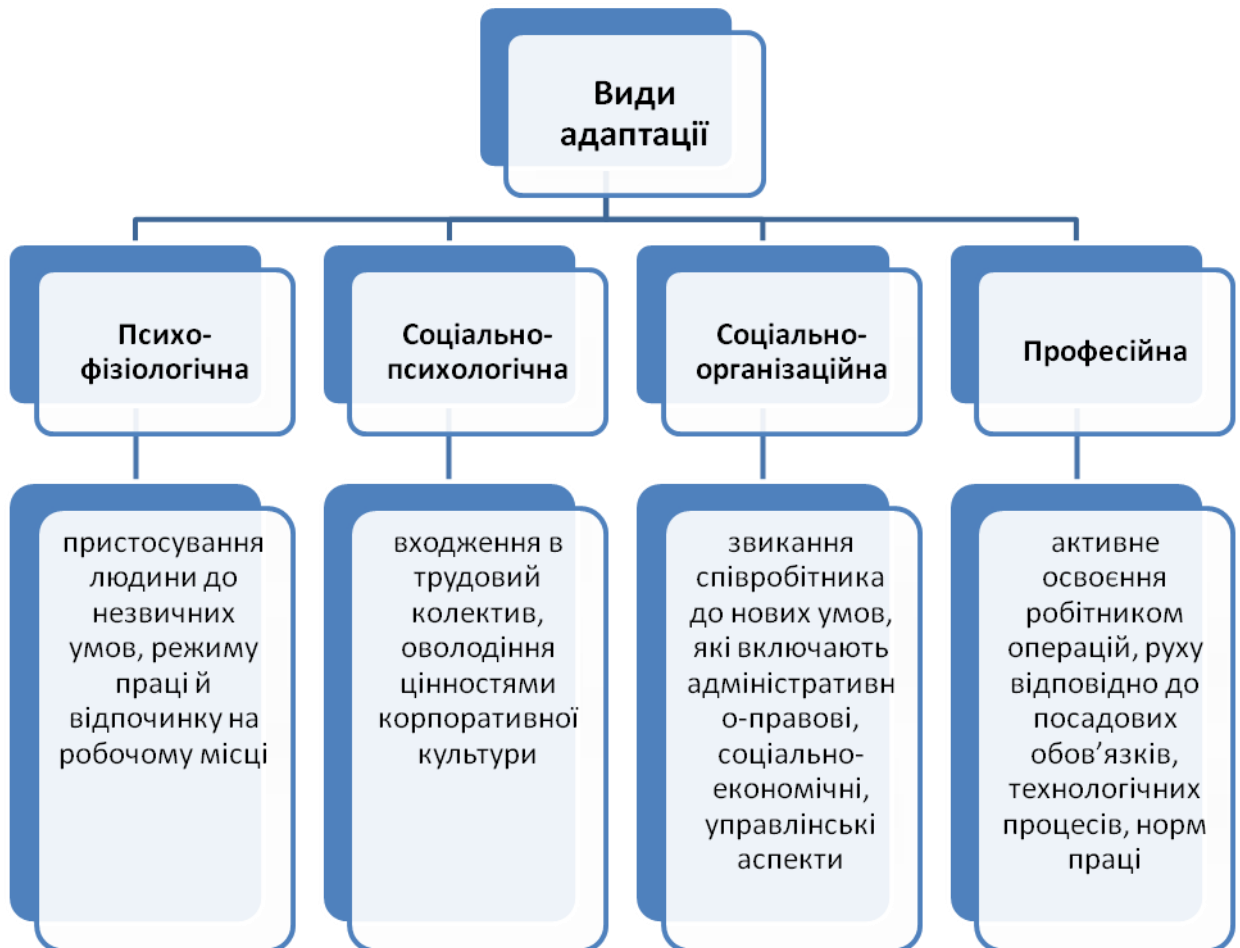 Види
адаптації
Психо-
фізіологічна
Соціально-
психологічна
Соціально-
організаційна
Професійна
пристосування
людини до
незвичних
умов, режиму
праці й
відпочинку на
робочому місці
входження в
трудовий
колектив,
оволодіння
цінностями
корпоративної
культури
звикання
співробітника
до нових умов,
які включають
адміністративн
о-правові,
соціально-
економічні,
управлінські
аспекти
активне
освоєння
робітником
операцій, руху
відповідно до
посадових
обов’язків,
технологічних
процесів, норм
праці